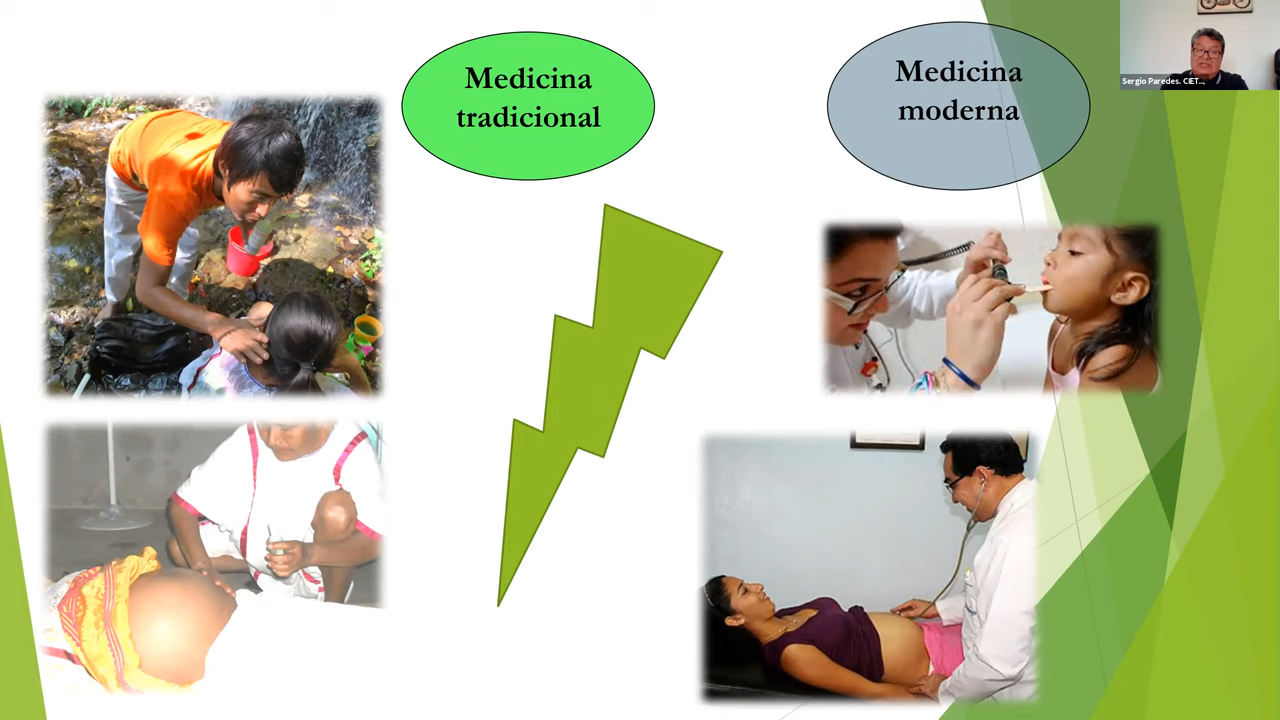 Medicina
tradicional
Medicina
moderna
Sergio Paredes. CIET...